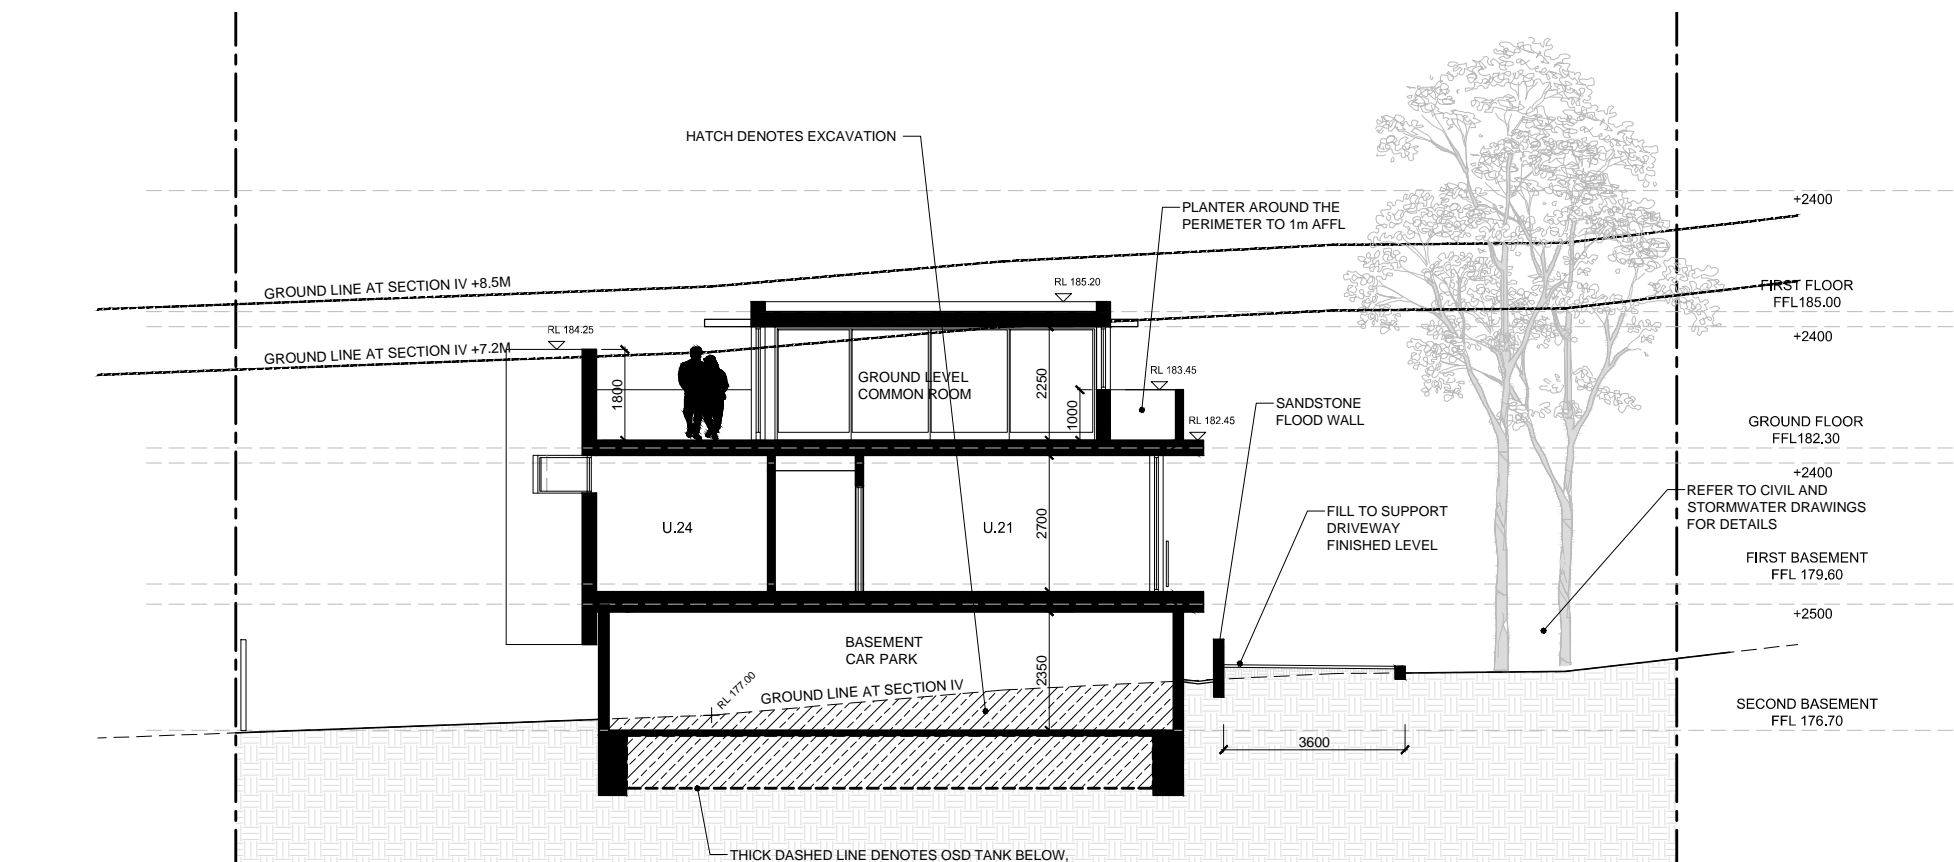 HATCH DENOTES EXCAVATION
PLANTER AROUND THE
PERIMETER TO 1m AFFL
+2400
GROUND LINE AT SECTION IV +8.5M
RL 185.20
FIRST FLOOR
FFL185.00
RL 184.25
+2400
GROUND LINE AT SECTION IV +7.2M
GROUND LEVEL
COMMON ROOM
1800
2250
1000
RL 183.45
RL 182.45
SANDSTONE
FLOOD WALL
GROUND FLOOR
FFL182.30
+2400
REFER TO CIVIL AND
STORMWATER DRAWINGS
FOR DETAILS
U.24
U.21
2700
FILL TO SUPPORT
DRIVEWAY
FINISHED LEVEL
FIRST BASEMENT
FFL 179.60
+2500
BASEMENT
CAR PARK
2350
RL 177.00
GROUND LINE AT SECTION IV
SECOND BASEMENT
FFL 176.70
3600
THICK DASHED LINE DENOTES OSD TANK BELOW,